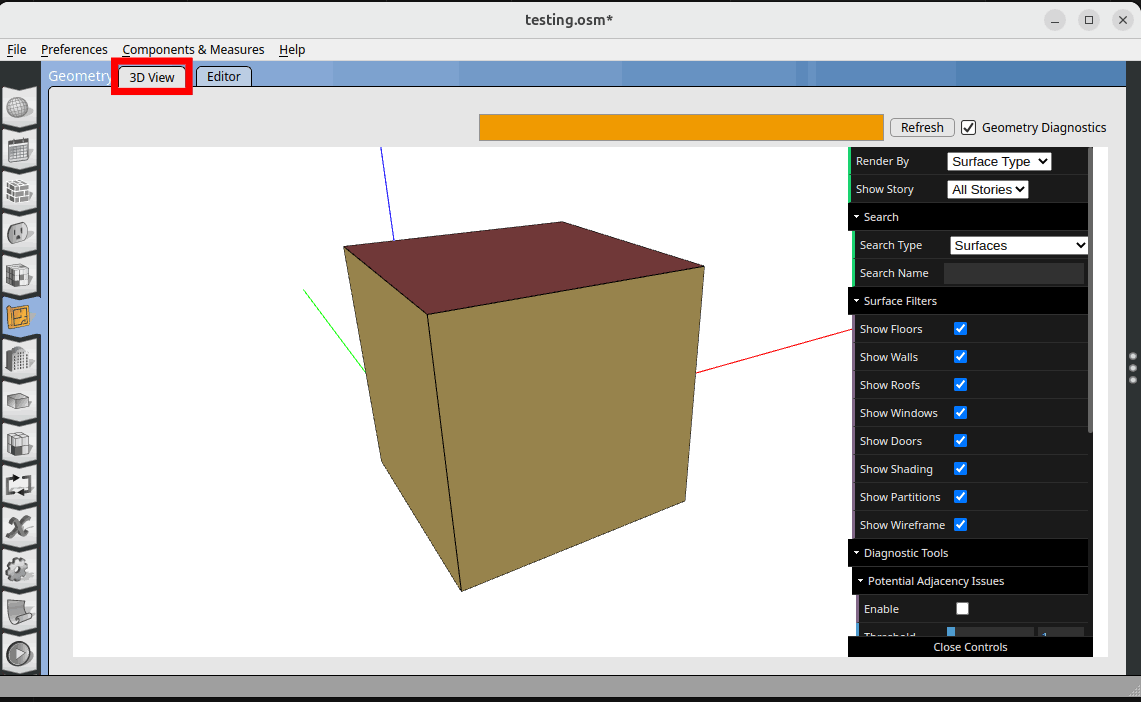 testing.osm*
File Preferences Components & Measures Help
Geometry 3D View Editor
Refresh Geometry Diagnostics
Render By Surface Type
Show Story All Stories
Search
Search Type Surfaces
Search Name
Surface Filters
Show Floors
Show Walls
Show Roofs
Show Windows
Show Doors
Show Shading
Show Partitions
Show Wireframe
Diagnostic Tools
Potential Adjacency Issues
Enable
Threshold 1
Close Controls